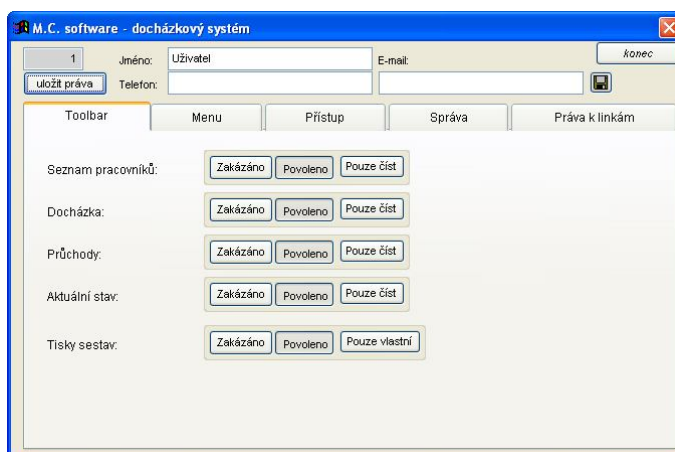 M.C. software - docházkový systém
1 Jméno: Uživatel E-mail: konec
uložit práva Telefon:
Toolbar Menu Přístup Správa Práva k linkám
Seznam pracovníků: Zakázáno Povoleno Pouze číst
Docházka: Zakázáno Povoleno Pouze číst
Průchody: Zakázáno Povoleno Pouze číst
Aktuální stav: Zakázáno Povoleno Pouze číst
Tisky sestav: Zakázáno Povoleno Pouze vlastní